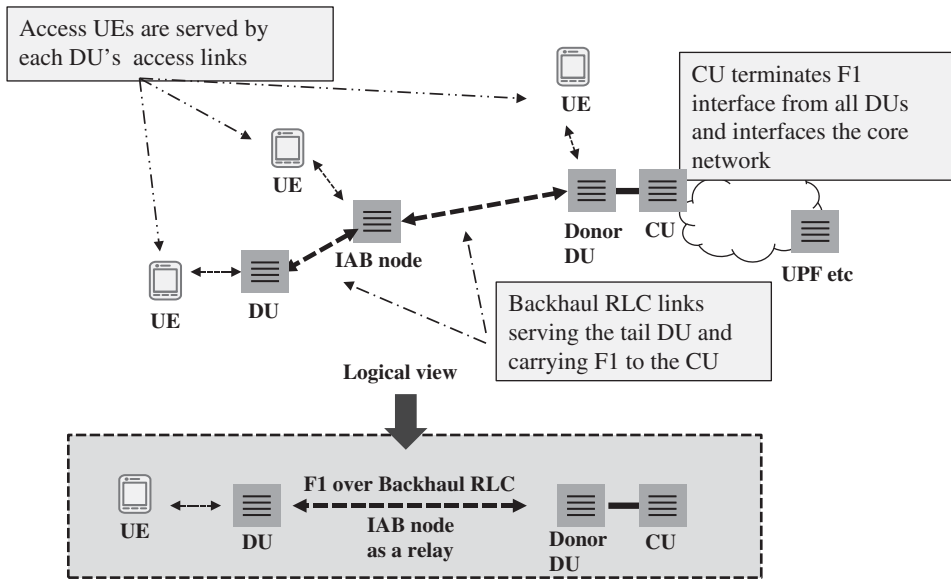 Access UEs are served by
each DU's access links
UE
CU terminates F1
interface from all DUs
and interfaces the core
network
UE
Donor
DU
CU
UPF etc
IAB node
UE
DU
Backhaul RLC links
serving the tail DU and
carrying F1 to the CU
Logical view
F1 over Backhaul RLC
IAB node
as a relay
UE
DU
Donor
DU
CU